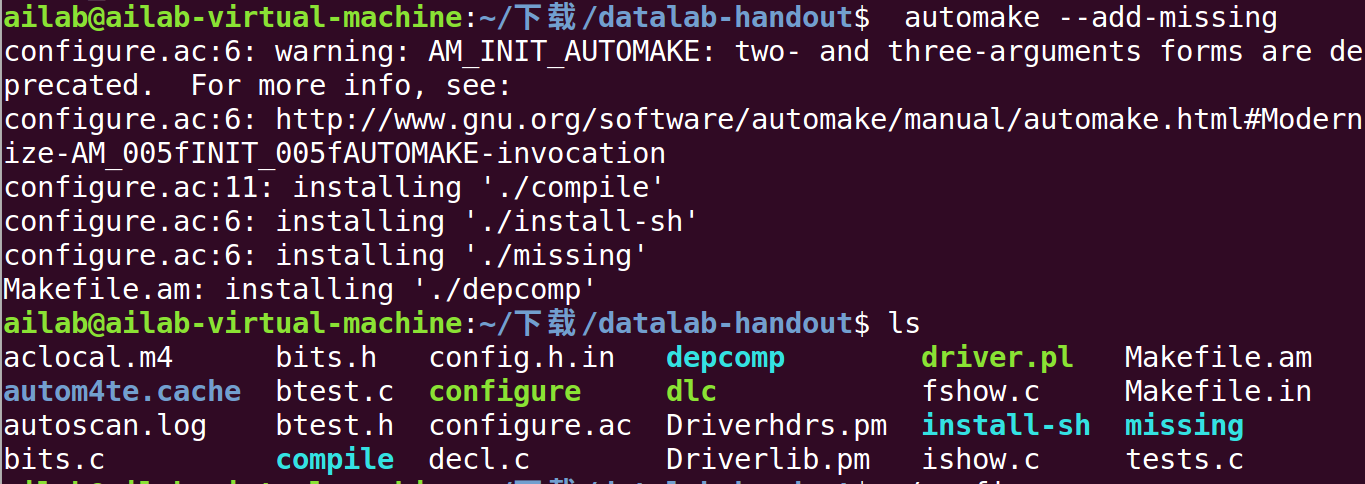 ailab@ailab-virtual-machine:~/下载/datalab-handout$  automake --add-missing
configure.ac:6: warning: AM_INIT_AUTOMAKE: two- and three-arguments forms are de
precated.  For more info, see:
configure.ac:6: http://www.gnu.org/software/automake/manual/automake.html#Modern
ize-AM_005fINIT_005fAUTOMAKE-invocation
configure.ac:11: installing './compile'
configure.ac:6: installing './install-sh'
configure.ac:6: installing './missing'
Makefile.am: installing './depcomp'
ailab@ailab-virtual-machine:~/下载/datalab-handout$ ls
aclocal.m4      bits.h   config.h.in   depcomp        driver.pl   Makefile.am
autom4te.cache  btest.c  configure     dlc            fshow.c     Makefile.in
autoscan.log    btest.h  configure.ac  Driverhdrs.pm  install-sh  missing
bits.c          compile  decl.c        Driverlib.pm   ishow.c     tests.c